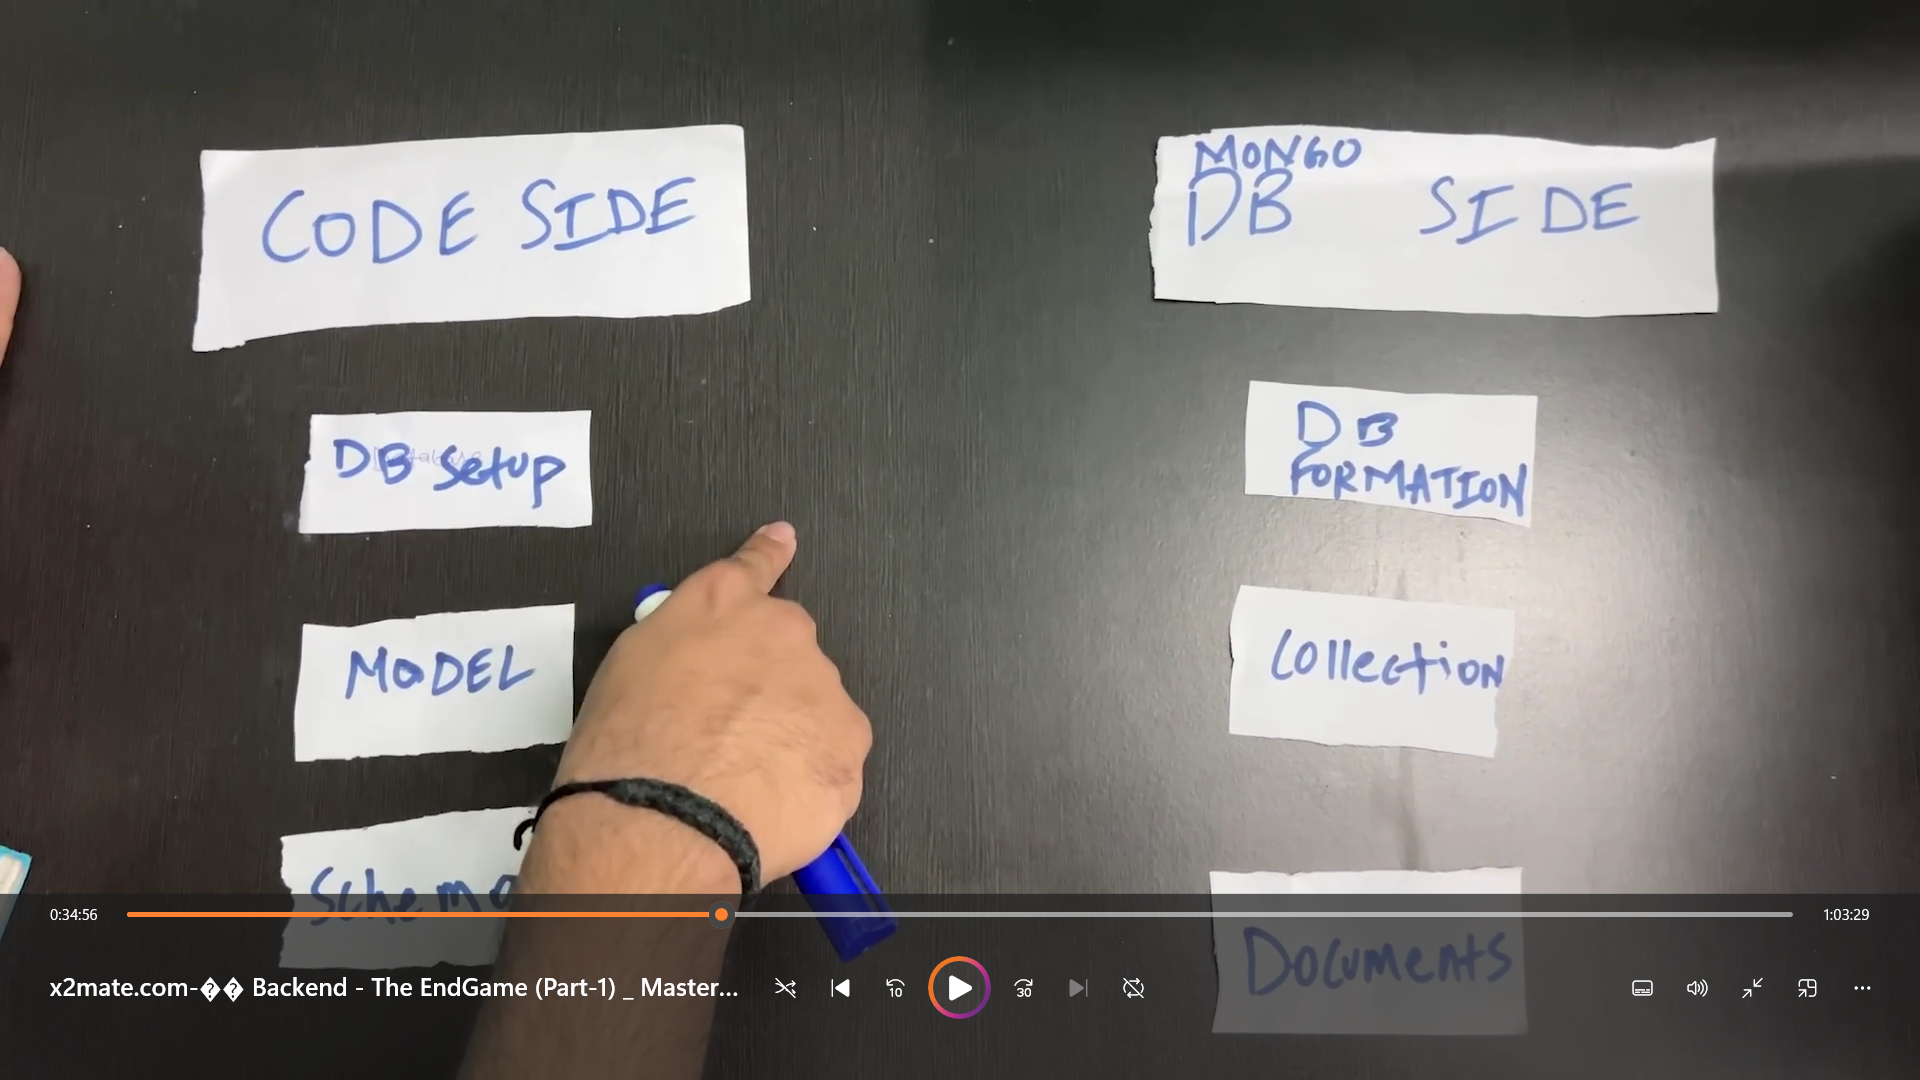 CODE SIDE
MONGO
DB SIDE
DB Setup
DB
FORMATION
MODEL
Collection
Schema
Documents
0:34:56
1:03:29
x2mate.com-�� Backend - The EndGame (Part-1) _ Master...
10
30